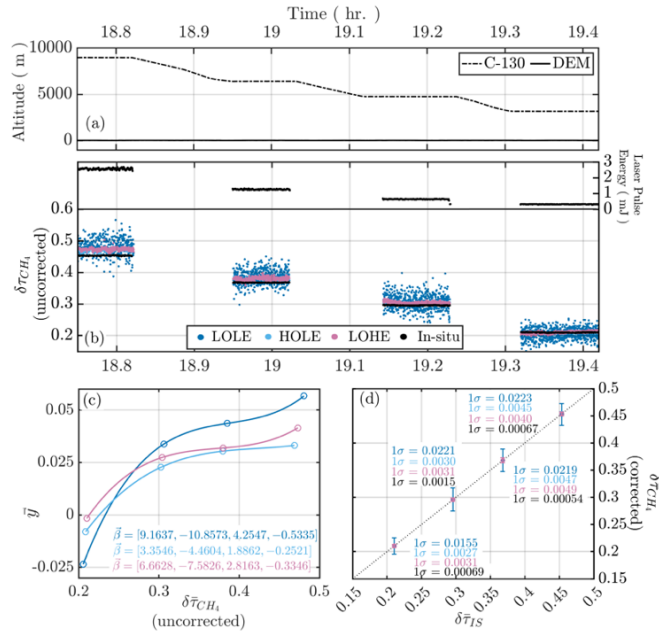 Time ( hr. )
18.8 18.9 19 19.1 19.2 19.3 19.4
10000
5000
0
Altitude ( m )
C-130 DEM
(a)
3
2
1
0
Laser Pulse
Energy ( mJ )
0.6
0.5
0.4
0.3
0.2
δτCH4
(uncorrected)
(b)
LOLE HOLE LOHE In-situ
18.8 18.9 19 19.1 19.2 19.3 19.4
(c)
0.05
0.025
0
-0.025
ȳ
β⃗ = [9.1637, −10.8573, 4.2547, −0.5335]
β⃗ = [3.3546, −4.4604, 1.8862, −0.2521]
β⃗ = [6.6628, −7.5826, 2.8163, −0.3346]
0.2 0.3 0.4 0.5
δτ̄CH4
(uncorrected)
(d)
1σ = 0.0223
1σ = 0.0045
1σ = 0.0040
1σ = 0.00067
1σ = 0.0221
1σ = 0.0030
1σ = 0.0031
1σ = 0.0015
1σ = 0.0219
1σ = 0.0047
1σ = 0.0049
1σ = 0.00054
1σ = 0.0155
1σ = 0.0027
1σ = 0.0031
1σ = 0.00069
0.50
0.45
0.40
0.35
0.30
0.25
0.20
0.15
δτ̄CH4
(corrected)
0.15 0.2 0.25 0.3 0.35 0.4 0.45 0.5
δτ̄IS